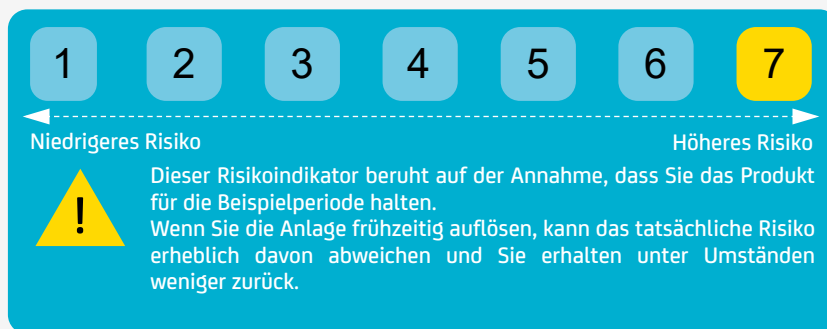 1 2 3 4 5 6 7
Niedrigeres Risiko Höheres Risiko
! Dieser Risikoindikator beruht auf der Annahme, dass Sie das Produkt
für die Beispielperiode halten.
Wenn Sie die Anlage frühzeitig auflösen, kann das tatsächliche Risiko
erheblich davon abweichen und Sie erhalten unter Umständen
weniger zurück.